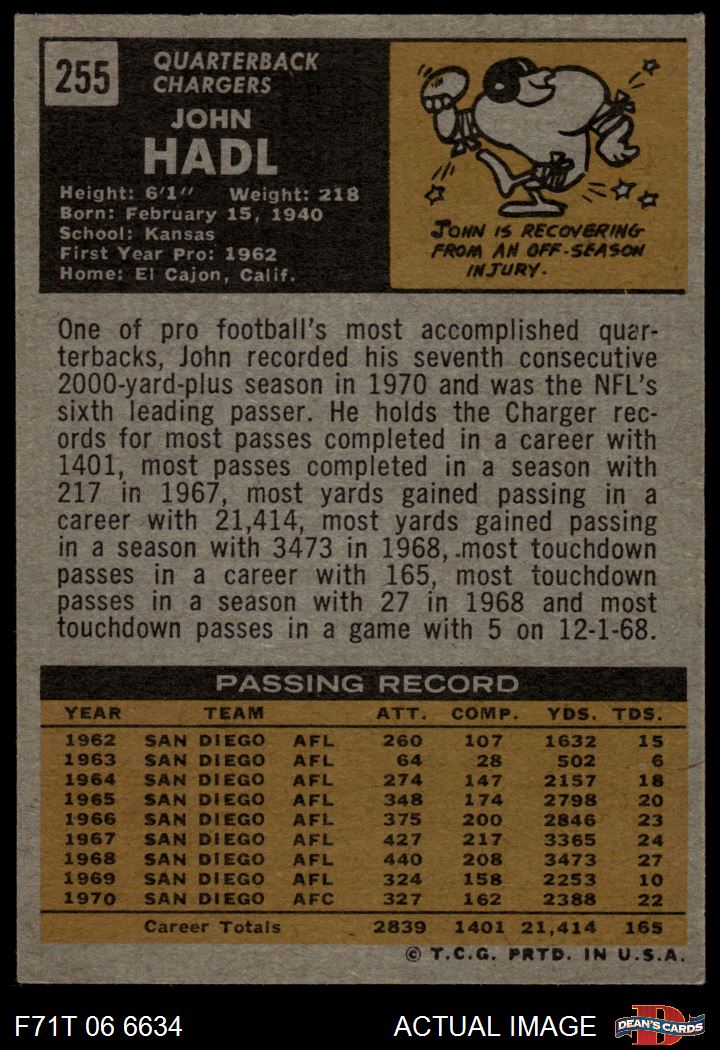 255
QUARTERBACK
CHARGERS
JOHN
HADL
Height: 6'1" Weight: 218
Born: February 15, 1940
School: Kansas
First Year Pro: 1962
Home: El Cajon, Calif.
JOHN IS RECOVERING
FROM AN OFF-SEASON
INJURY.
One of pro football's most accomplished quar-
terbacks, John recorded his seventh consecutive
2000-yard-plus season in 1970 and was the NFL's
sixth leading passer. He holds the Charger rec-
ords for most passes completed in a career with
1401, most passes completed in a season with
217 in 1967, most yards gained passing in a
career with 21,414, most yards gained passing
in a season with 3473 in 1968, most touchdown
passes in a career with 165, most touchdown
passes in a season with 27 in 1968 and most
touchdown passes in a game with 5 on 12-1-68.
PASSING RECORD
YEAR TEAM ATT. COMP. YDS. TDS.
1962 SAN DIEGO AFL 260 107 1632 15
1963 SAN DIEGO AFL 64 28 502 6
1964 SAN DIEGO AFL 274 147 2157 18
1965 SAN DIEGO AFL 348 174 2798 20
1966 SAN DIEGO AFL 375 200 2846 23
1967 SAN DIEGO AFL 427 217 3365 24
1968 SAN DIEGO AFL 440 208 3473 27
1969 SAN DIEGO AFL 324 158 2253 10
1970 SAN DIEGO AFC 327 162 2388 22
Career Totals 2839 1401 21,414 165
© T.C.G. PRTD. IN U.S.A.
F71T 06 6634 ACTUAL IMAGE DEAN'S CARDS